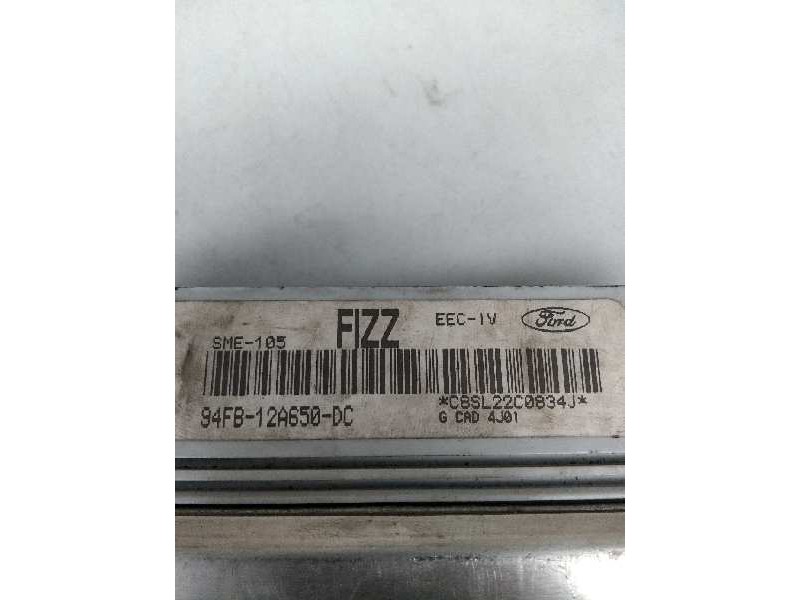 FIZZ EEC-IV Ford
SME-105
*C8SL22C0834J*
94FB-12A650-DC G CAD 4J01